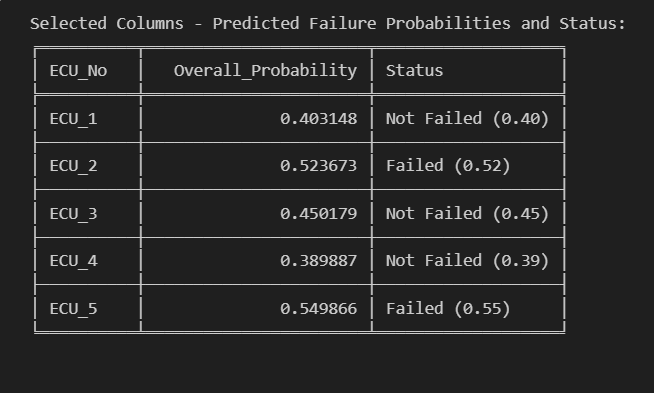 Selected Columns - Predicted Failure Probabilities and Status:
ECU_No Overall_Probability Status
ECU_1 0.403148 Not Failed (0.40)
ECU_2 0.523673 Failed (0.52)
ECU_3 0.450179 Not Failed (0.45)
ECU_4 0.389887 Not Failed (0.39)
ECU_5 0.549866 Failed (0.55)